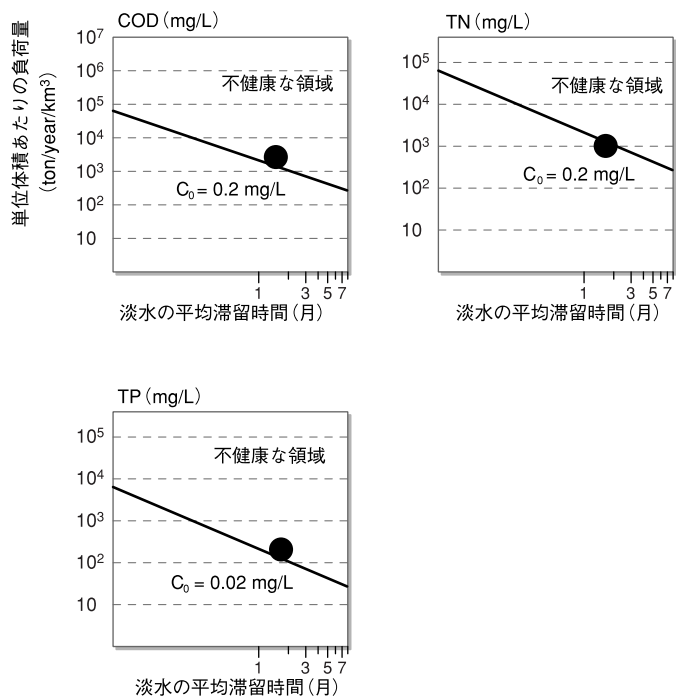 単位体積あたりの負荷量
(ton/year/km³)
COD(mg/L)
10⁷
10⁶
10⁵
10⁴
10³
10²
10
不健康な領域
C₀= 0.2 mg/L
1 3 5 7
淡水の平均滞留時間(月)
TN(mg/L)
10⁵
10⁴
10³
10²
10
不健康な領域
C₀= 0.2 mg/L
1 3 5 7
淡水の平均滞留時間(月)
TP(mg/L)
10⁵
10⁴
10³
10²
10
不健康な領域
C₀ = 0.02 mg/L
1 3 5 7
淡水の平均滞留時間(月)